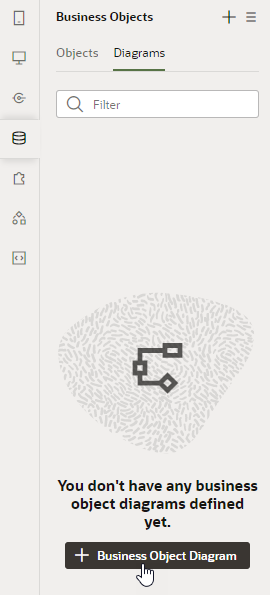 Business Objects
Objects Diagrams
Filter
You don't have any business
object diagrams defined
yet.
Business Object Diagram